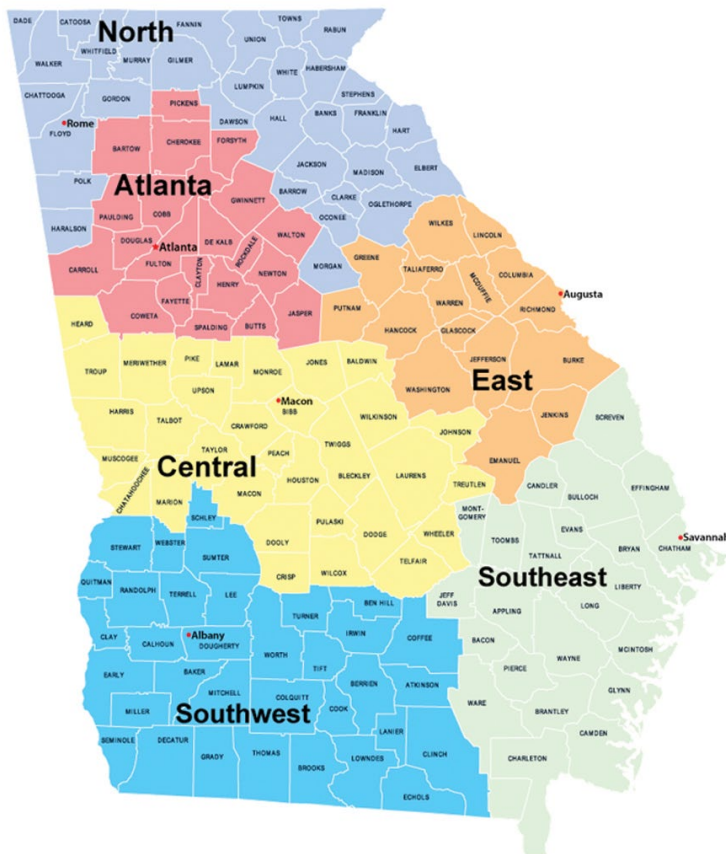 North
DADE
CATOOSA
WHITFIELD
FANNIN
MURRAY
GILMER
UNION
TOWNS
RABUN
WALKER
LUMPKIN
WHITE
HABERSHAM
STEPHENS
CHATTOOGA
GORDON
PICKENS
DAWSON
HALL
BANKS
FRANKLIN
HART
Rome
FLOYD
BARTOW
CHEROKEE
FORSYTH
JACKSON
MADISON
ELBERT
POLK
Atlanta
GWINNETT
BARROW
CLARKE
OGLETHORPE
OCONEE
HARALSON
PAULDING
COBB
DOUGLAS
Atlanta
DE KALB
ROCKDALE
WALTON
MORGAN
FULTON
CLAYTON
CARROLL
FAYETTE
HENRY
NEWTON
COWETA
SPALDING
BUTTS
JASPER
WILKES
LINCOLN
GREENE
TALIAFERRO
MCDUFFIE
COLUMBIA
Augusta
PUTNAM
WARREN
RICHMOND
HANCOCK
GLASCOCK
JEFFERSON
BURKE
WASHINGTON
East
JENKINS
EMANUEL
HEARD
TROUP
MERIWETHER
PIKE
LAMAR
MONROE
JONES
BALDWIN
UPSON
Macon
BIBB
WILKINSON
HARRIS
TALBOT
CRAWFORD
TWIGGS
JOHNSON
MUSCOGEE
TAYLOR
PEACH
Central
CHATAHOOCHEE
MARION
MACON
HOUSTON
BLECKLEY
LAURENS
TREUTLEN
PULASKI
DOOLY
DODGE
WHEELER
CRISP
WILCOX
TELFAIR
SCREVEN
CANDLER
BULLOCH
EFFINGHAM
MONT-
GOMERY
TOOMBS
EVANS
TATTNALL
BRYAN
CHATHAM
Savannah
Southeast
LIBERTY
JEFF
DAVIS
APPLING
LONG
BACON
WAYNE
MCINTOSH
PIERCE
WARE
BRANTLEY
GLYNN
CAMDEN
CHARLETON
SCHLEY
STEWART
WEBSTER
SUMTER
QUITMAN
RANDOLPH
TERRELL
LEE
TURNER
BEN HILL
CLAY
CALHOUN
Albany
DOUGHERTY
WORTH
IRWIN
COFFEE
TIFT
EARLY
BAKER
MITCHELL
COLQUITT
BERRIEN
ATKINSON
MILLER
Southwest
COOK
LANIER
SEMINOLE
DECATUR
GRADY
THOMAS
BROOKS
LOWNDES
CLINCH
ECHOLS